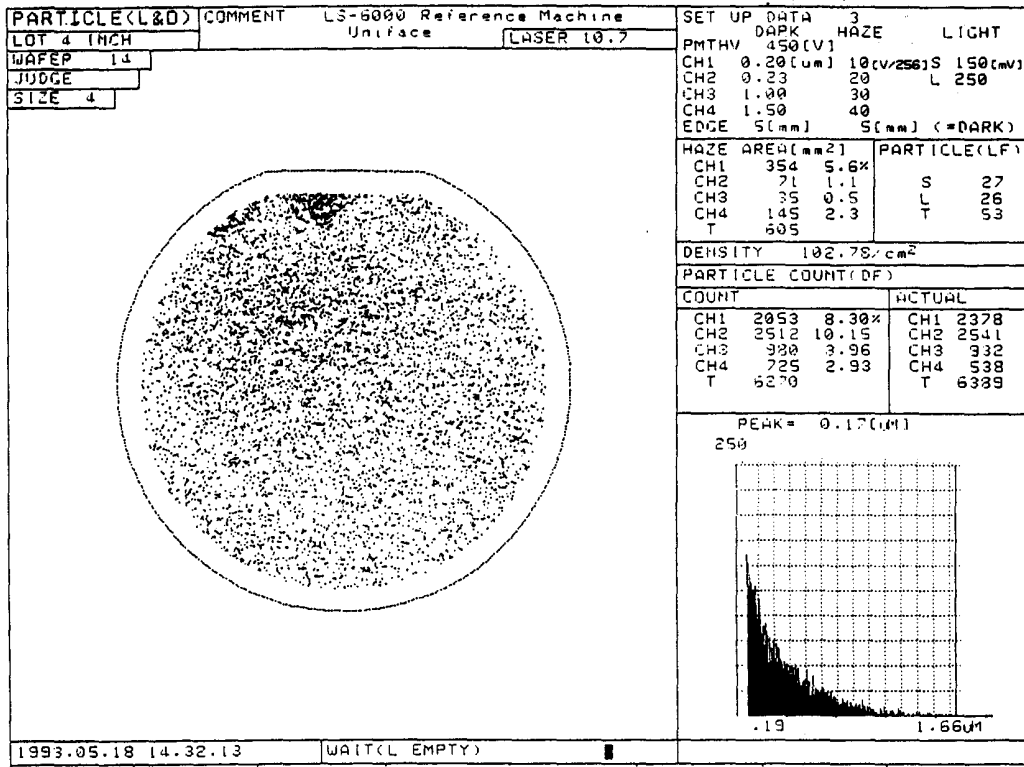 PARTICLE(L&D) COMMENT LS-6000 Reference Machine
LOT 4 INCH Uniface LASER 10.7
WAFER 14
JUDGE
SIZE 4
SET UP DATA 3
DARK HAZE LIGHT
PMTHV 450[V]
CH1 0.20[um] 10[V/256] S 150[mV]
CH2 0.23 20 L 250
CH3 1.00 30
CH4 1.50 40
EDGE 5[mm] 5[mm] (=DARK)
HAZE AREA[mm2] PARTICLE(LF)
CH1 354 5.6%
CH2 71 1.1 S 27
CH3 35 0.5 L 26
CH4 145 2.3 T 53
T 605
DENSITY 102.78/cm²
PARTICLE COUNT(DF)
COUNT ACTUAL
CH1 2053 8.30% CH1 2378
CH2 2512 10.15 CH2 2541
CH3 980 3.96 CH3 932
CH4 725 2.93 CH4 538
T 6270 T 6389
PEAK= 0.17[uM]
250
.19 1.66uM
1993.05.18 14.32.13 WAIT(L EMPTY)